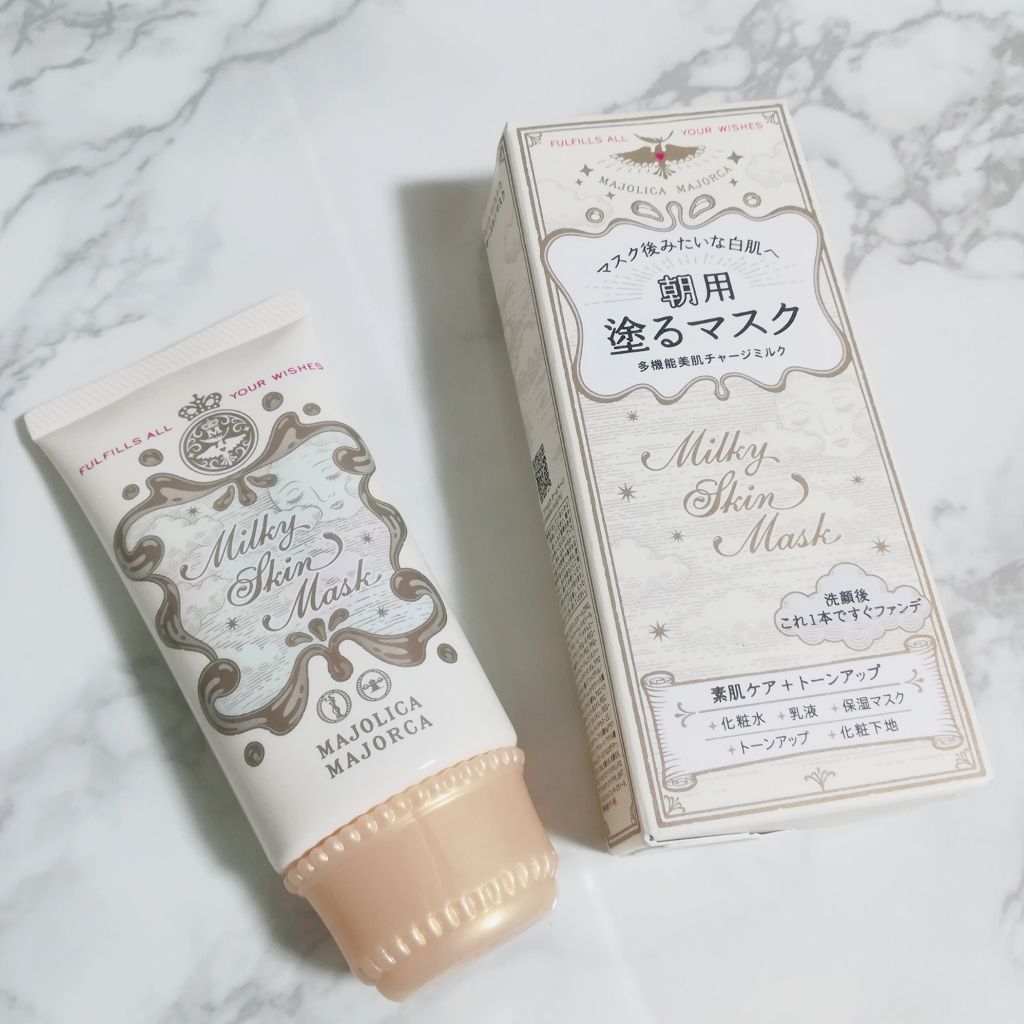 FULFILLS ALL YOUR WISHES
M
Milky
Skin
Mask
MAJOLICA
MAJORCA
FULFILLS ALL YOUR WISHES
MAJOLICA MAJORCA
マスク後みたいな白肌へ
朝用
塗るマスク
多機能美肌チャージミルク
Milky
Skin
Mask
洗顔後
これ1本ですぐファンデ
素肌ケア+トーンアップ
+化粧水 +乳液 +保湿マスク
+トーンアップ +化粧下地